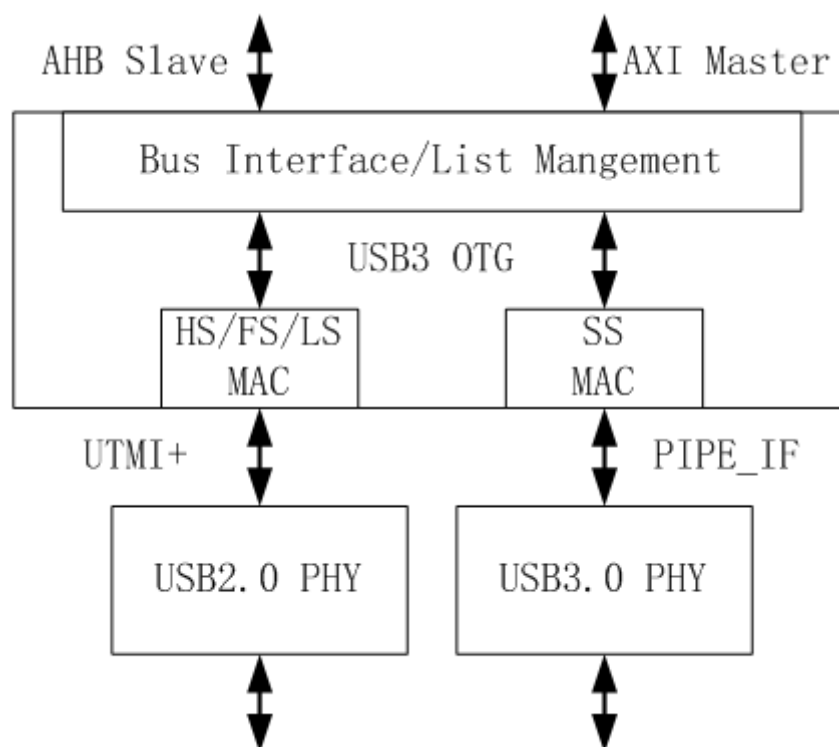 AHB Slave
AXI Master
Bus Interface/List Mangement
USB3 OTG
HS/FS/LS
MAC
SS
MAC
UTMI+
PIPE_IF
USB2.0 PHY
USB3.0 PHY